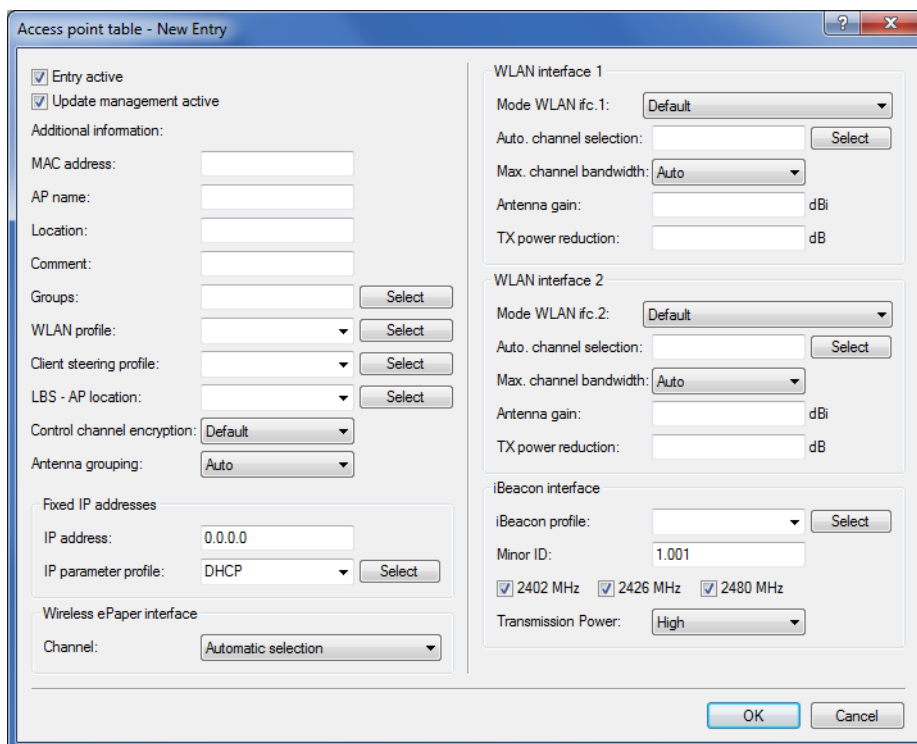 Access point table - New Entry
Entry active
Update management active
Additional information:
MAC address:
AP name:
Location:
Comment:
Groups: Select
WLAN profile: Select
Client steering profile: Select
LBS - AP location: Select
Control channel encryption: Default
Antenna grouping: Auto
Fixed IP addresses
IP address: 0.0.0.0
IP parameter profile: DHCP Select
Wireless ePaper interface
Channel: Automatic selection
WLAN interface 1
Mode WLAN ifc.1: Default
Auto. channel selection: Select
Max. channel bandwidth: Auto
Antenna gain: dBi
TX power reduction: dB
WLAN interface 2
Mode WLAN ifc.2: Default
Auto. channel selection: Select
Max. channel bandwidth: Auto
Antenna gain: dBi
TX power reduction: dB
iBeacon interface
iBeacon profile: Select
Minor ID: 1.001
2402 MHz 2426 MHz 2480 MHz
Transmission Power: High
OK Cancel